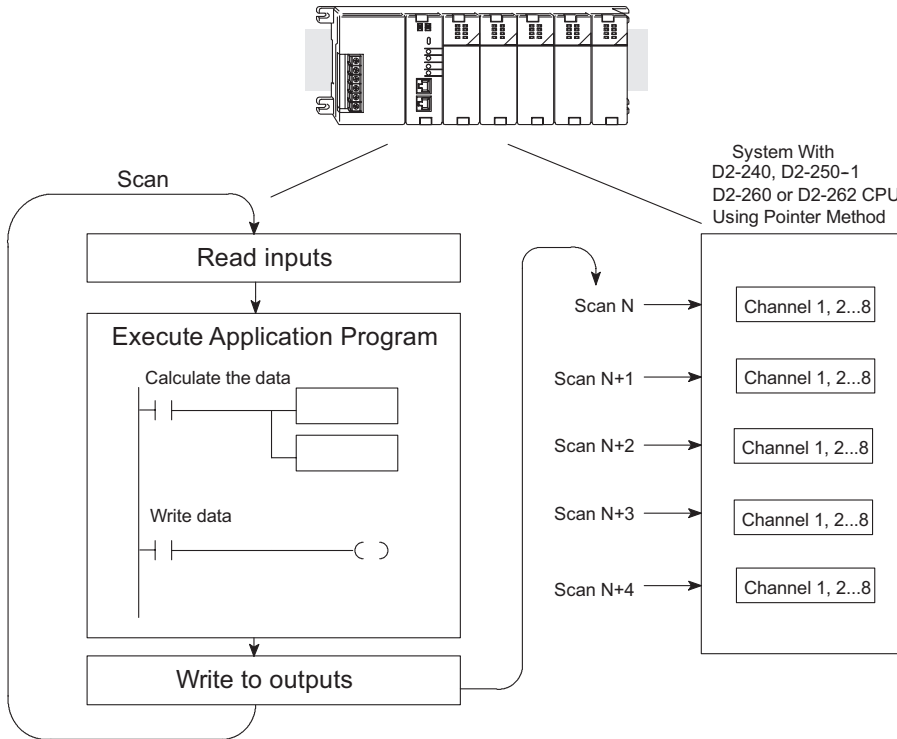 System With
D2-240, D2-250-1
D2-260 or D2-262 CPU
Using Pointer Method
Scan
Read inputs
Execute Application Program
Calculate the data
Write data
Write to outputs
Scan N
Channel 1, 2...8
Scan N+1
Channel 1, 2...8
Scan N+2
Channel 1, 2...8
Scan N+3
Channel 1, 2...8
Scan N+4
Channel 1, 2...8